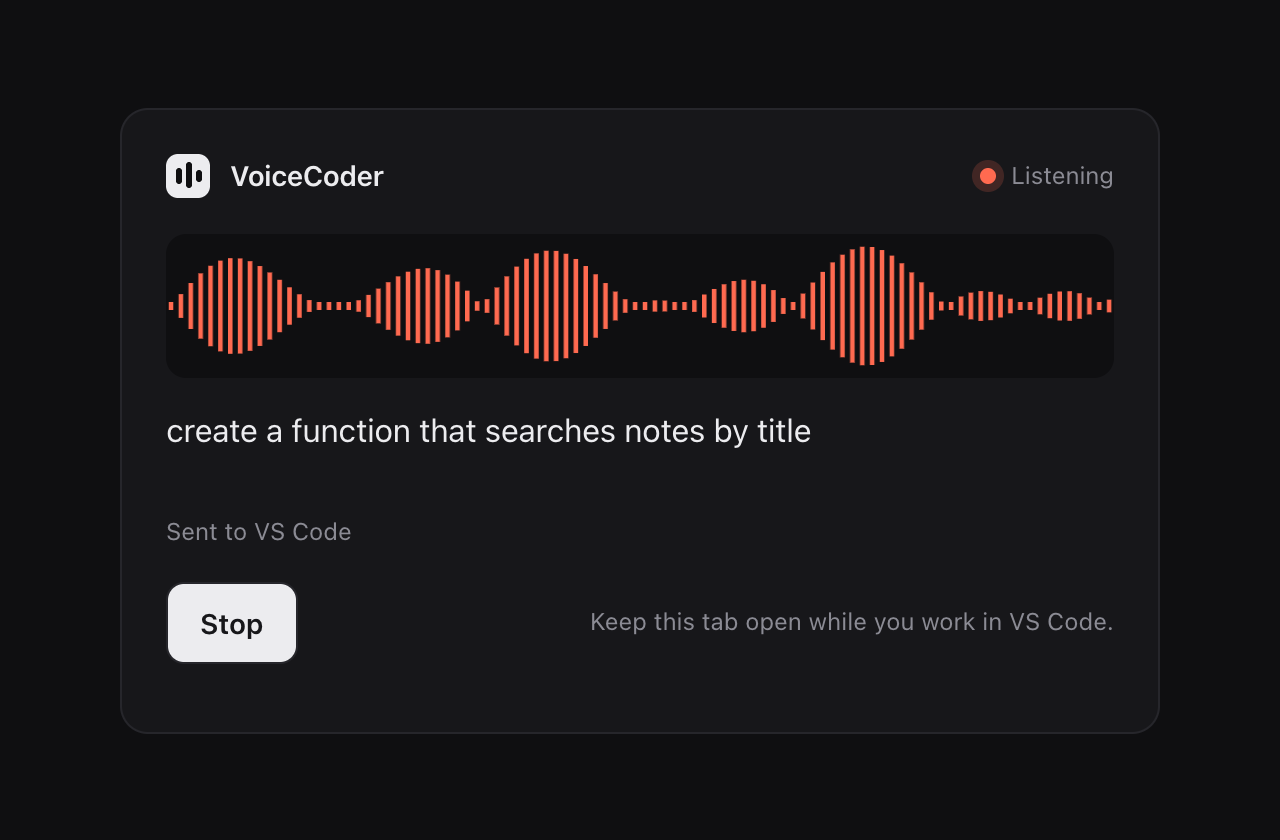 VoiceCoder
Listening
create a function that searches notes by title
Sent to VS Code
Stop
Keep this tab open while you work in VS Code.